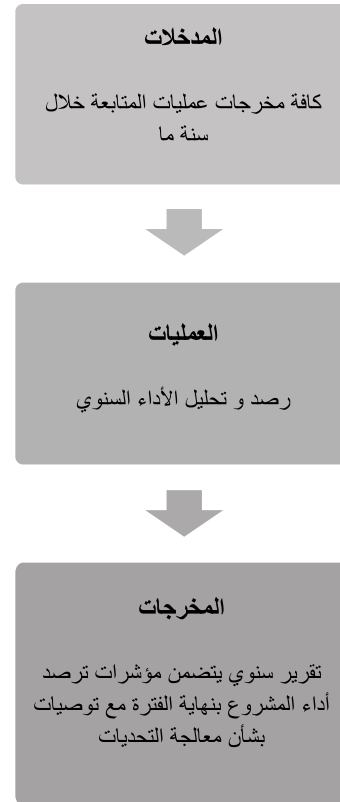 المدخلات
كافة مخرجات عمليات المتابعة خلال
سنة ما
العمليات
رصد و تحليل الأداء السنوي
المخرجات
تقرير سنوي يتضمن مؤشرات ترصد
أداء المشروع بنهاية الفترة مع توصيات
بشأن معالجة التحديات